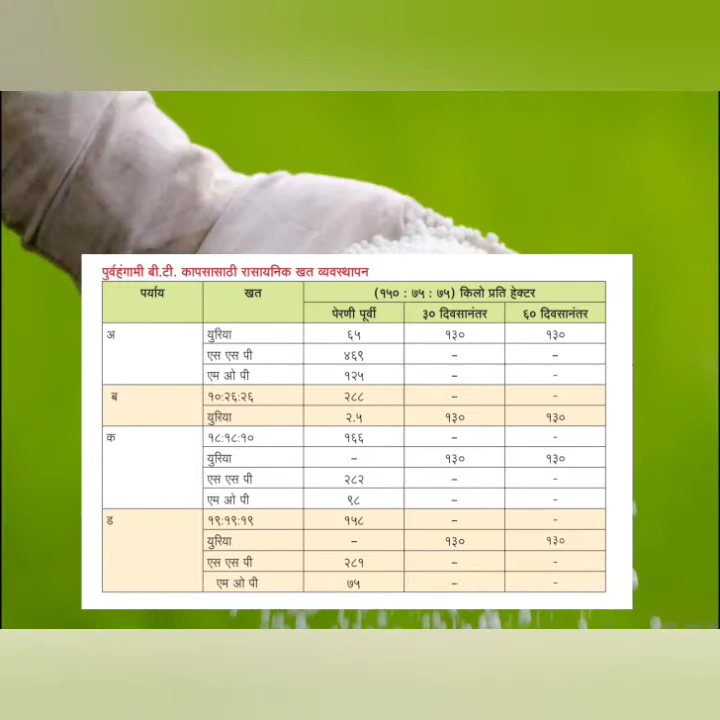 पुर्वहंगामी बी.टी. कापसासाठी रासायनिक खत व्यवस्थापन
पर्याय खत (१५० : ७५ : ७५) किलो प्रति हेक्टर
पेरणी पूर्वी ३० दिवसानंतर ६० दिवसानंतर
अ युरिया ६५ १३० १३०
एस एस पी ४६९ – –
एम ओ पी १२५ – -
ब १०:२६:२६ २८८ – -
युरिया २.५ १३० १३०
क १८:१८:१० १६६ – -
युरिया – १३० १३०
एस एस पी २८२ – -
एम ओ पी ९८ – -
ड १९:१९:१९ १५८ – -
युरिया – १३० १३०
एस एस पी २८१ – -
एम ओ पी ७५ – -